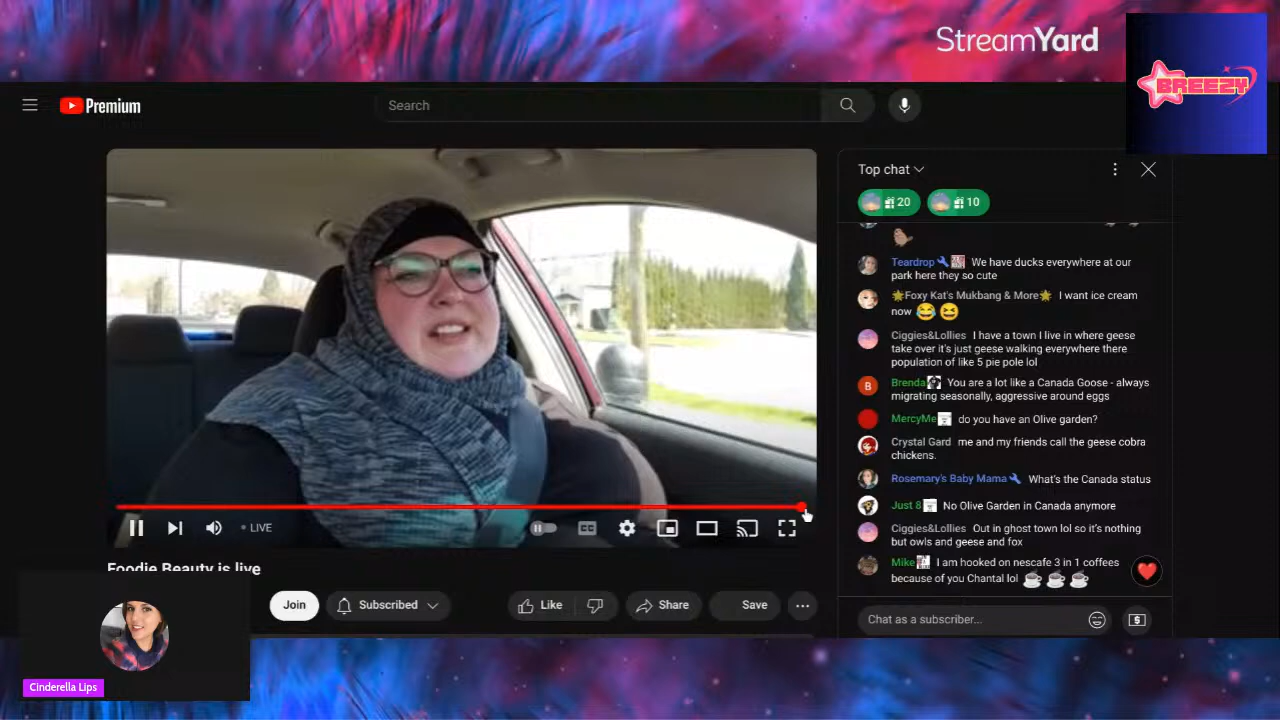 StreamYard
BREEZY
Premium
Search
Top chat
20
10
Teardrop We have ducks everywhere at our
park here they so cute
Foxy Kat's Mukbang & More I want ice cream
now
Ciggies&Lollies I have a town I live in where geese
take over it's just geese walking everywhere there
population of like 5 pie pole lol
Brenda You are a lot like a Canada Goose - always
migrating seasonally, aggressive around eggs
MercyMe do you have an Olive garden?
Crystal Gard me and my friends call the geese cobra
chickens.
Rosemary's Baby Mama What's the Canada status
Just 8 No Olive Garden in Canada anymore
Ciggies&Lollies Out in ghost town lol so it's nothing
but owls and geese and fox
Mike I am hooked on nescafe 3 in 1 coffees
because of you Chantal lol
Chat as a subscriber...
LIVE
CC
Foodie Beauty is live
Join
Subscribed
Like
Share
Save
Cinderella Lips
B